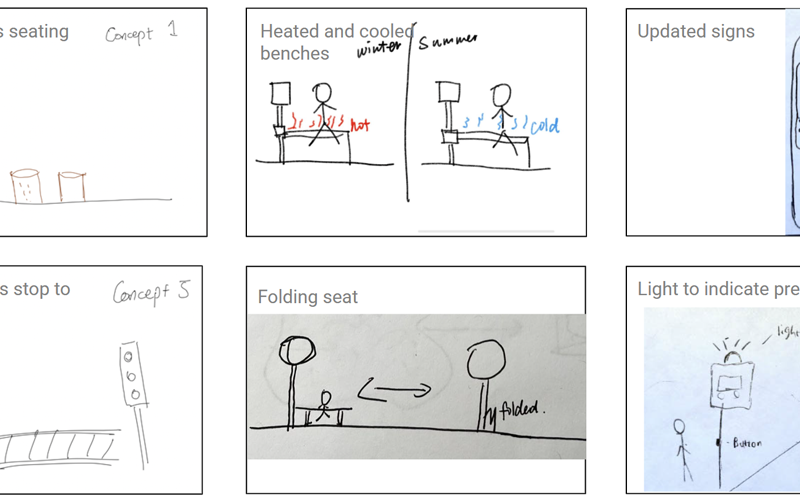 s seating
Concept 1
Heated and cooled
benches
winter
Summer
hot
cold
Updated signs
s stop to
Concept 5
Folding seat
folded.
Light to indicate pre
light
Button